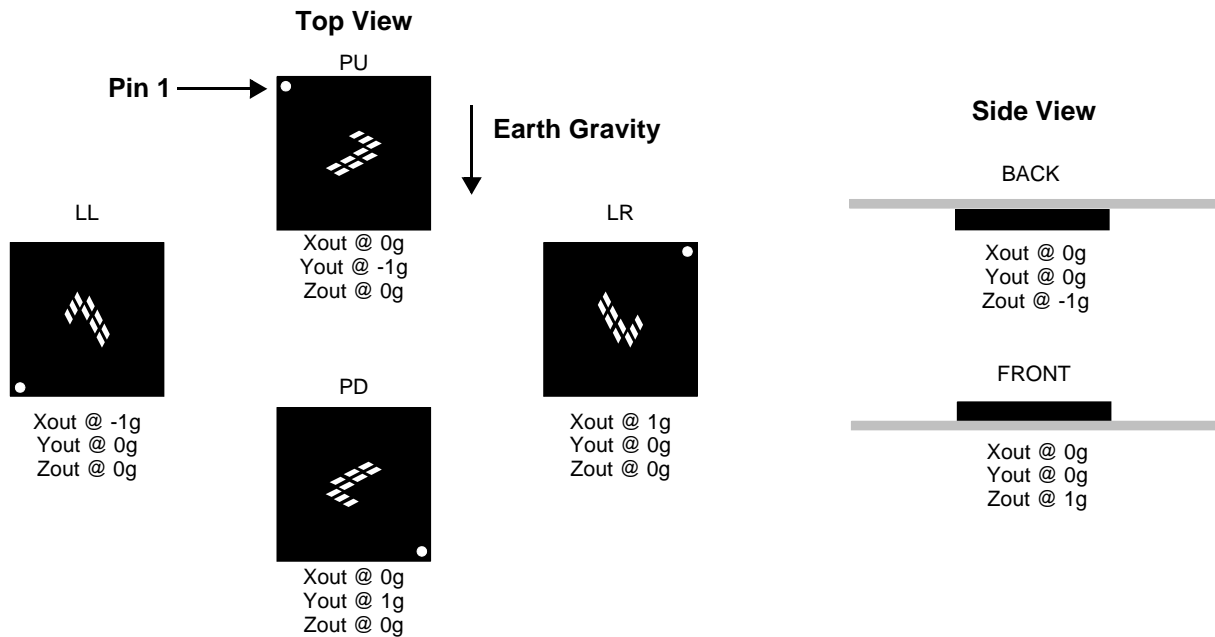 Top View
PU
Pin 1
Earth Gravity
Xout @ 0g
Yout @ -1g
Zout @ 0g
LL
Xout @ -1g
Yout @ 0g
Zout @ 0g
LR
Xout @ 1g
Yout @ 0g
Zout @ 0g
PD
Xout @ 0g
Yout @ 1g
Zout @ 0g
Side View
BACK
Xout @ 0g
Yout @ 0g
Zout @ -1g
FRONT
Xout @ 0g
Yout @ 0g
Zout @ 1g